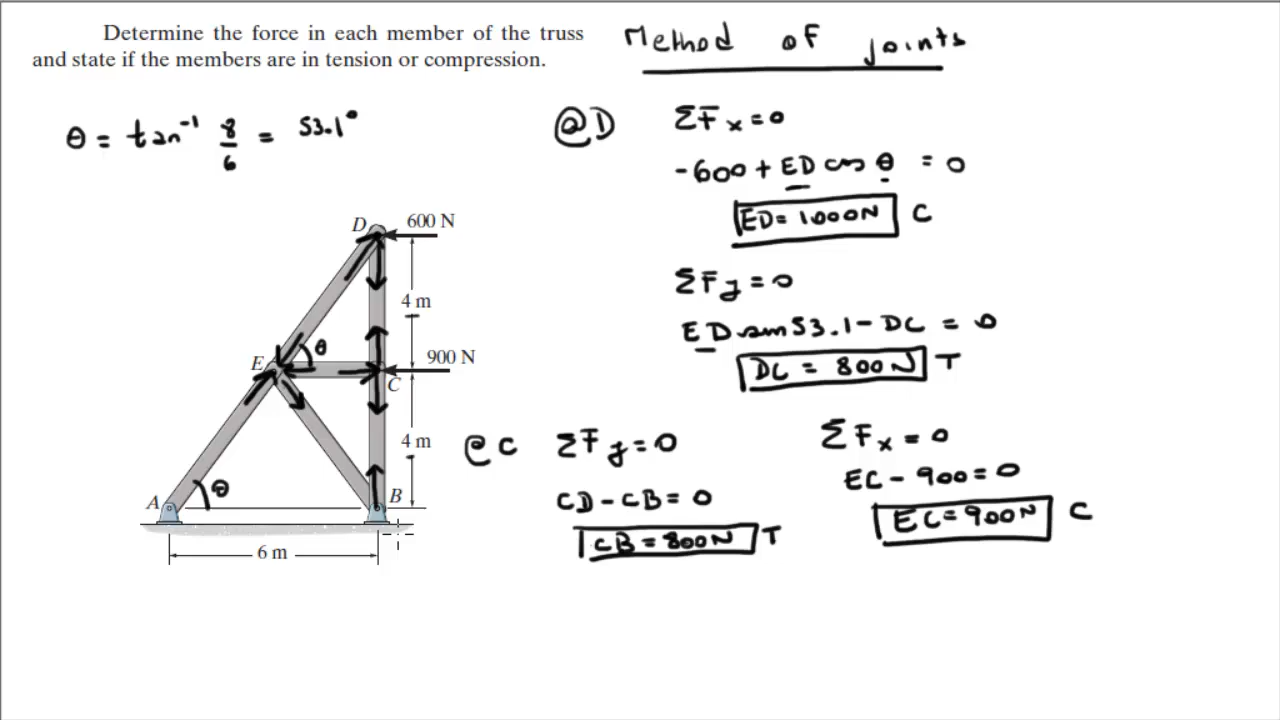 Determine the force in each member of the truss
and state if the members are in tension or compression.
Method of joints
θ = tan⁻¹ 8/6 = 53.1°
@D ΣFx = 0
-600 + ED cos θ = 0
ED = 1000N C
ΣFy = 0
ED sin 53.1 - DC = 0
DC = 800N T
@C ΣFy = 0
CD - CB = 0
CB = 800N T
ΣFx = 0
EC - 900 = 0
EC = 900N C
D 600 N
4 m
E θ 900 N
C
4 m
A θ B
6 m